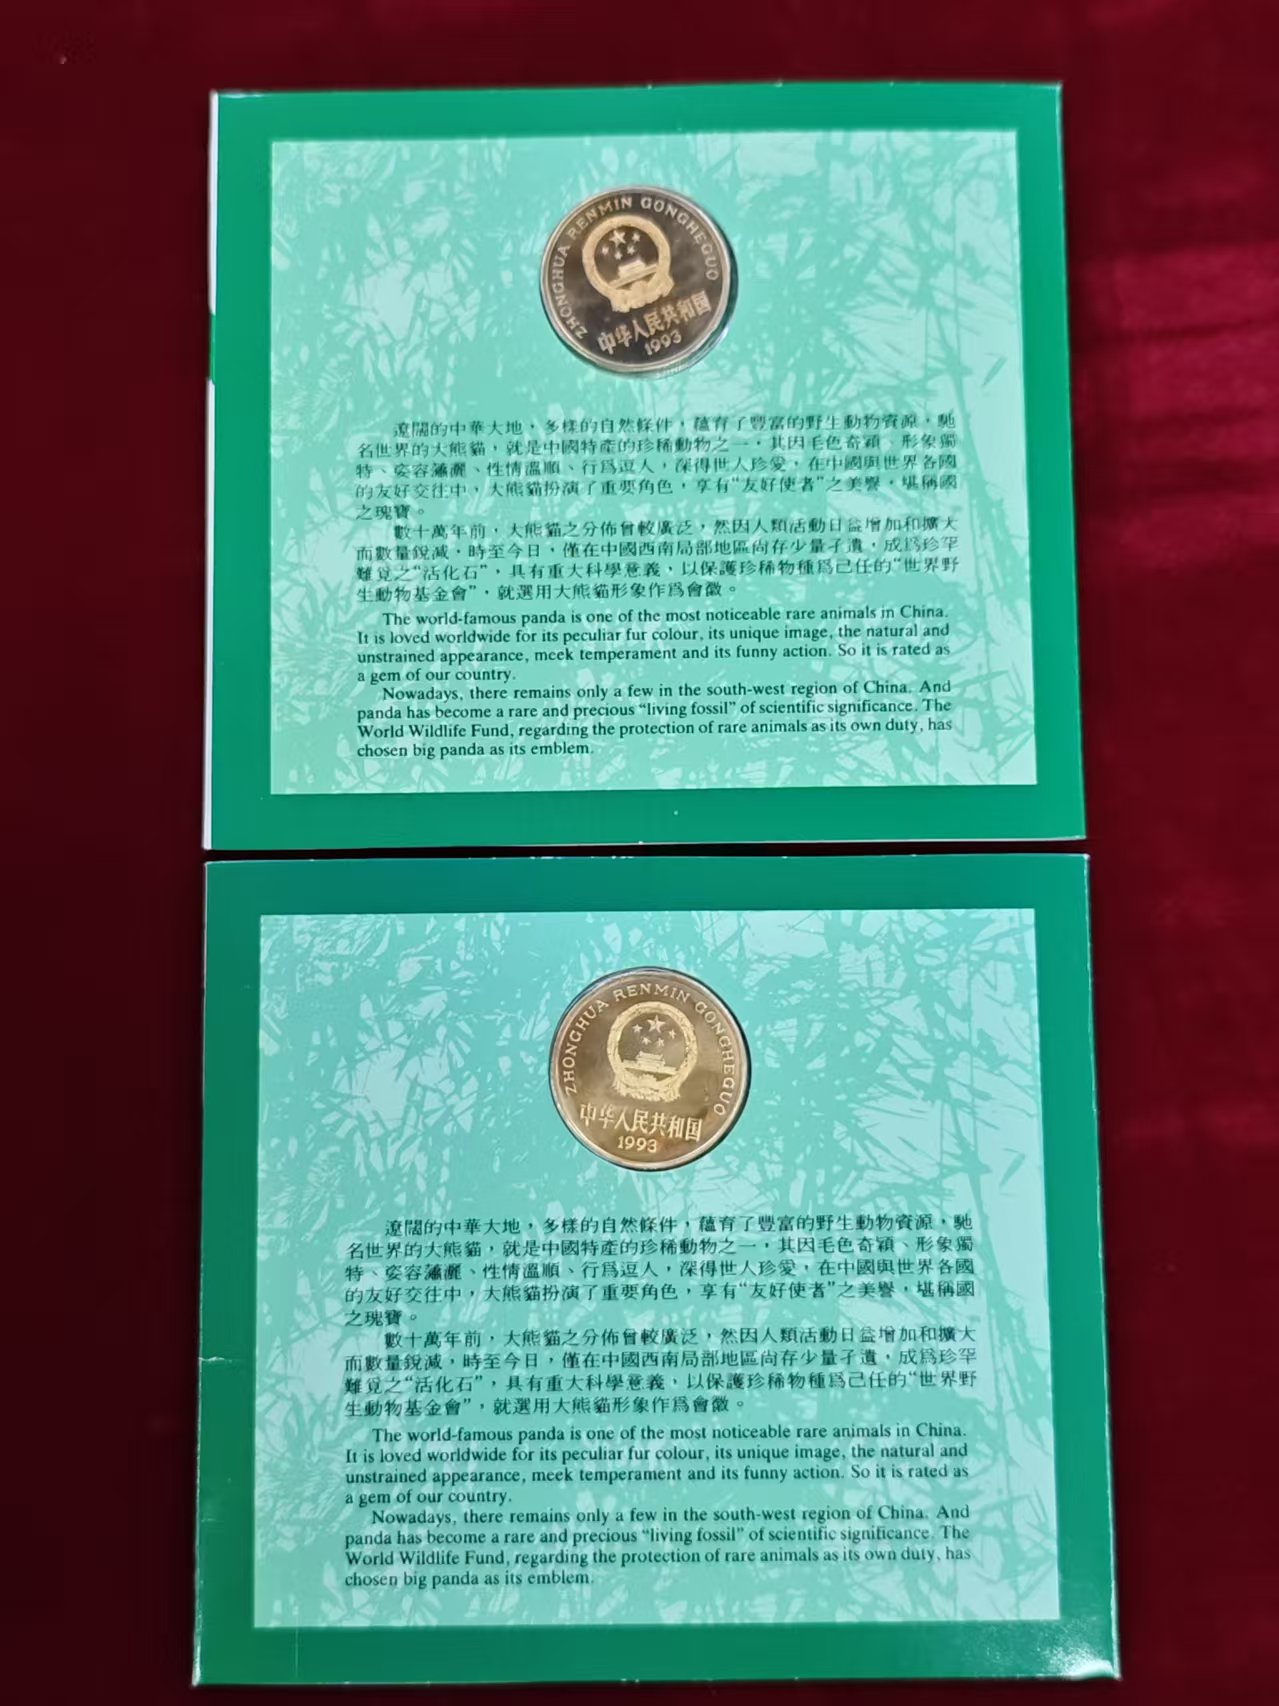 ZHONGHUA RENMIN GONGHEGUO
中华人民共和国
1993
遼闊的中華大地，多樣的自然條件，蘊育了豐富的野生動物資源，馳
名世界的大熊貓，就是中國特產的珍稀動物之一，其因毛色奇穎、形象獨
特、姿容瀟灑、性情溫順、行爲逗人，深得世人珍愛，在中國與世界各國
的友好交往中，大熊貓扮演了重要角色，享有“友好使者”之美譽，堪稱國
之瑰寶。
數十萬年前，大熊貓之分佈曾較廣泛，然因人類活動日益增加和擴大
而數量銳減，時至今日，僅在中國西南局部地區尙存少量孑遺，成爲珍罕
難覓之“活化石”，具有重大科學意義，以保護珍稀物種爲己任的“世界野
生動物基金會”，就選用大熊貓形象作爲會徽。
The world-famous panda is one of the most noticeable rare animals in China.
It is loved worldwide for its peculiar fur colour, its unique image, the natural and
unstrained appearance, meek temperament and its funny action. So it is rated as
a gem of our country.
Nowadays, there remains only a few in the south-west region of China. And
panda has become a rare and precious “living fossil” of scientific significance. The
World Wildlife Fund, regarding the protection of rare animals as its own duty, has
chosen big panda as its emblem.
ZHONGHUA RENMIN GONGHEGUO
中华人民共和国
1993
遼闊的中華大地，多樣的自然條件，蘊育了豐富的野生動物資源，馳
名世界的大熊貓，就是中國特產的珍稀動物之一，其因毛色奇穎、形象獨
特、姿容瀟灑、性情溫順、行爲逗人，深得世人珍愛，在中國與世界各國
的友好交往中，大熊貓扮演了重要角色，享有“友好使者”之美譽，堪稱國
之瑰寶。
數十萬年前，大熊貓之分佈曾較廣泛，然因人類活動日益增加和擴大
而數量銳減，時至今日，僅在中國西南局部地區尙存少量孑遺，成爲珍罕
難覓之“活化石”，具有重大科學意義，以保護珍稀物種爲己任的“世界野
生動物基金會”，就選用大熊貓形象作爲會徽。
The world-famous panda is one of the most noticeable rare animals in China.
It is loved worldwide for its peculiar fur colour, its unique image, the natural and
unstrained appearance, meek temperament and its funny action. So it is rated as
a gem of our country.
Nowadays, there remains only a few in the south-west region of China. And
panda has become a rare and precious “living fossil” of scientific significance. The
World Wildlife Fund, regarding the protection of rare animals as its own duty, has
chosen big panda as its emblem.